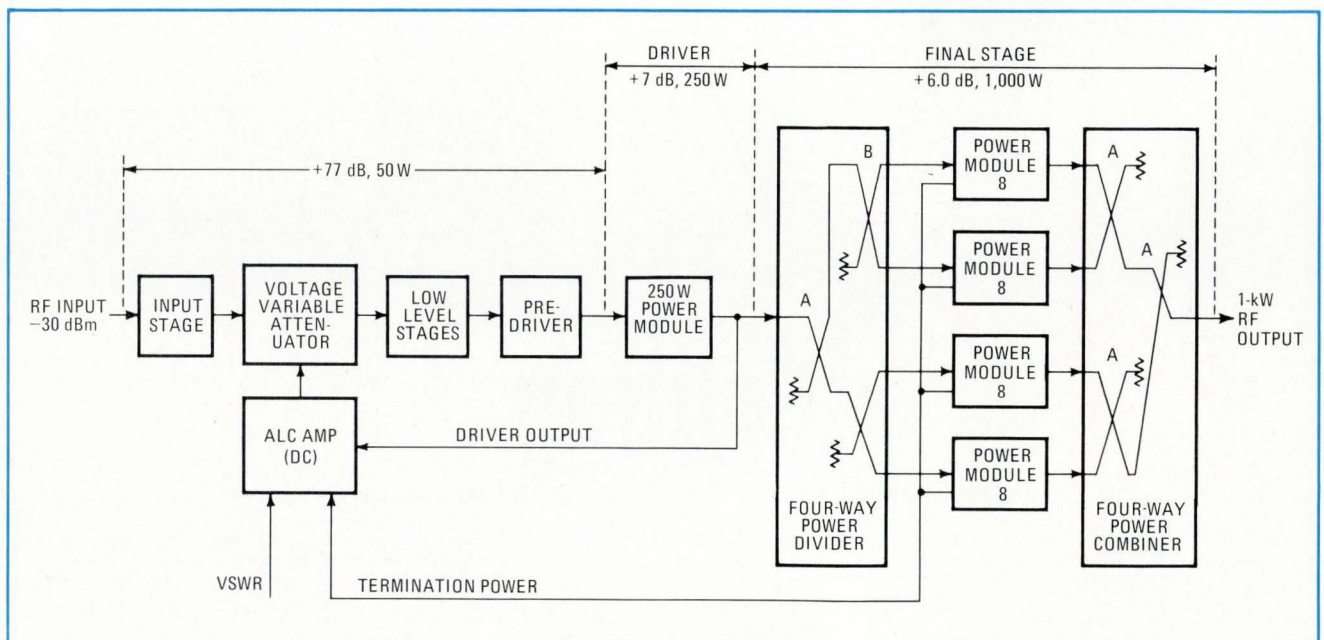 DRIVER
+7 dB, 250 W
FINAL STAGE
+6.0 dB, 1,000 W
+77 dB, 50 W
RF INPUT
–30 dBm
INPUT
STAGE
VOLTAGE
VARIABLE
ATTEN-
UATOR
LOW
LEVEL
STAGES
PRE-
DRIVER
250 W
POWER
MODULE
A
B
FOUR-WAY
POWER
DIVIDER
POWER
MODULE
8
POWER
MODULE
8
POWER
MODULE
8
POWER
MODULE
8
A
A
A
FOUR-WAY
POWER
COMBINER
1-kW
RF
OUTPUT
ALC AMP
(DC)
DRIVER OUTPUT
VSWR
TERMINATION POWER